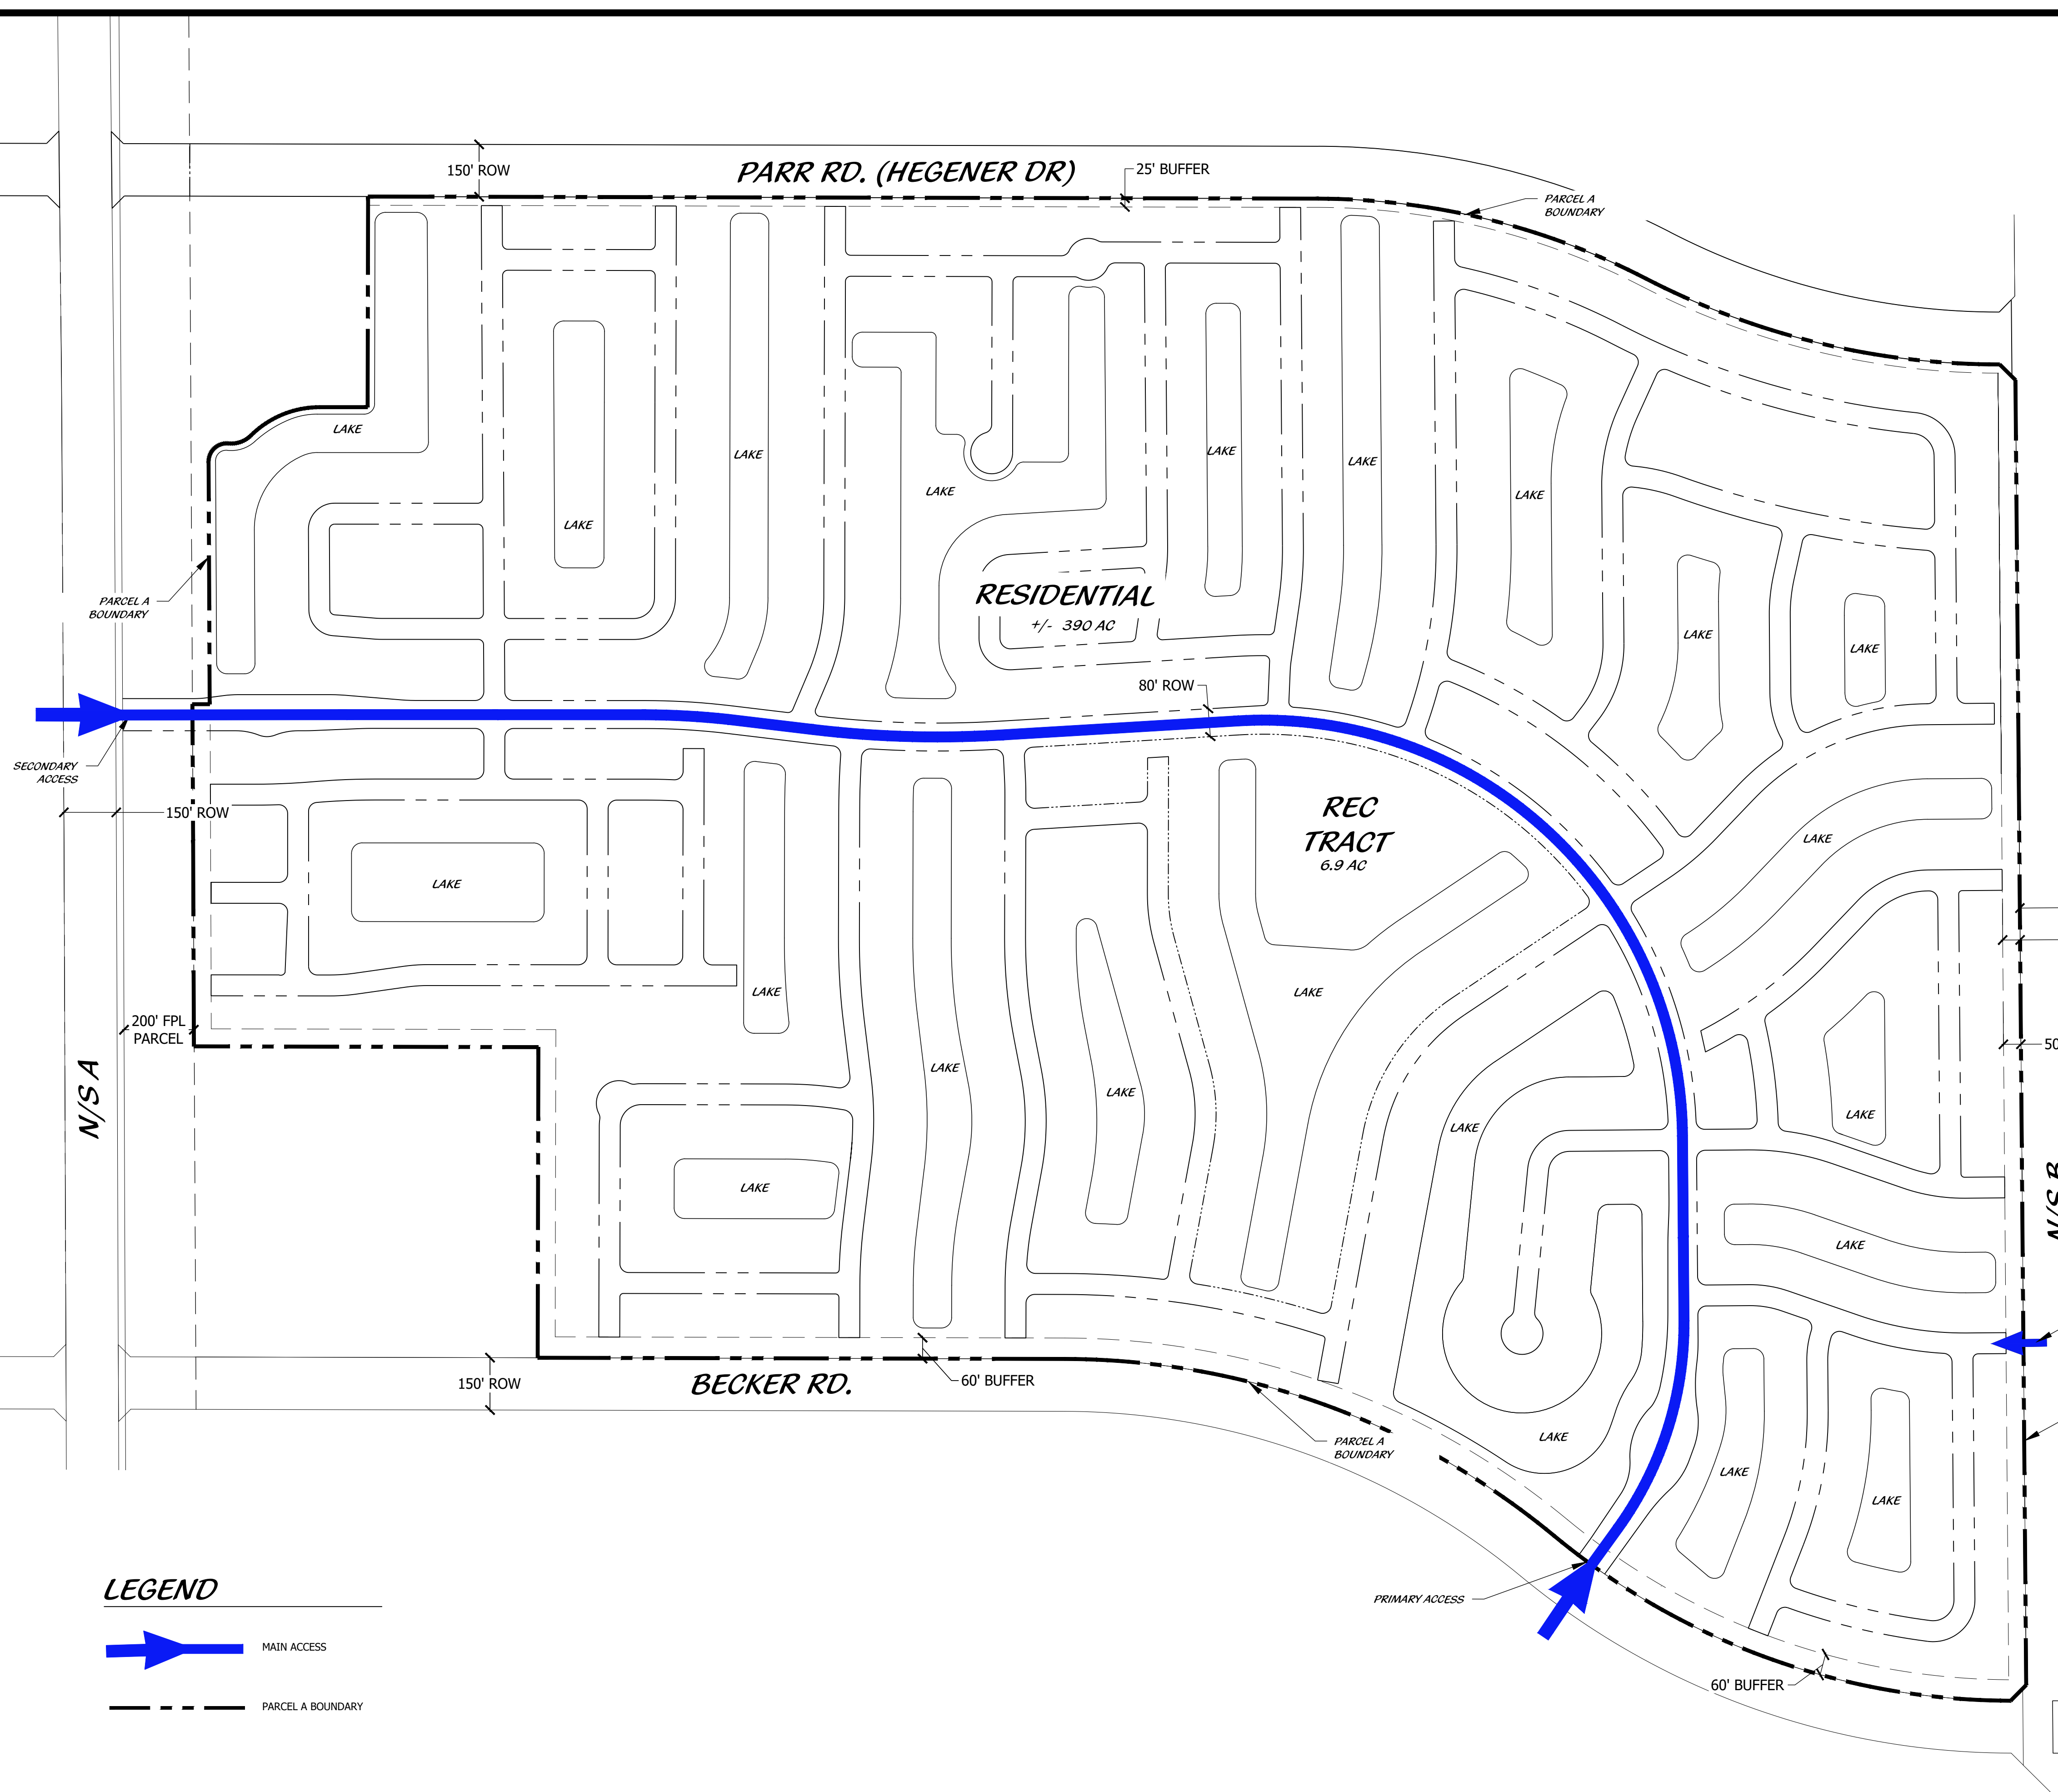 150' ROW
PARR RD. (HEGENER DR)
25' BUFFER
PARCEL A
BOUNDARY
LAKE
LAKE
LAKE
LAKE
LAKE
LAKE
LAKE
LAKE
LAKE
PARCEL A
BOUNDARY
RESIDENTIAL
+/- 390 AC
80' ROW
SECONDARY
ACCESS
150' ROW
REC
TRACT
6.9 AC
LAKE
LAKE
LAKE
LAKE
200' FPL
PARCEL
N/S A
LAKE
LAKE
LAKE
LAKE
LAKE
LAKE
50
N/S B
150' ROW
BECKER RD.
60' BUFFER
PARCEL A
BOUNDARY
LAKE
LAKE
LAKE
PRIMARY ACCESS
60' BUFFER
LEGEND
MAIN ACCESS
PARCEL A BOUNDARY